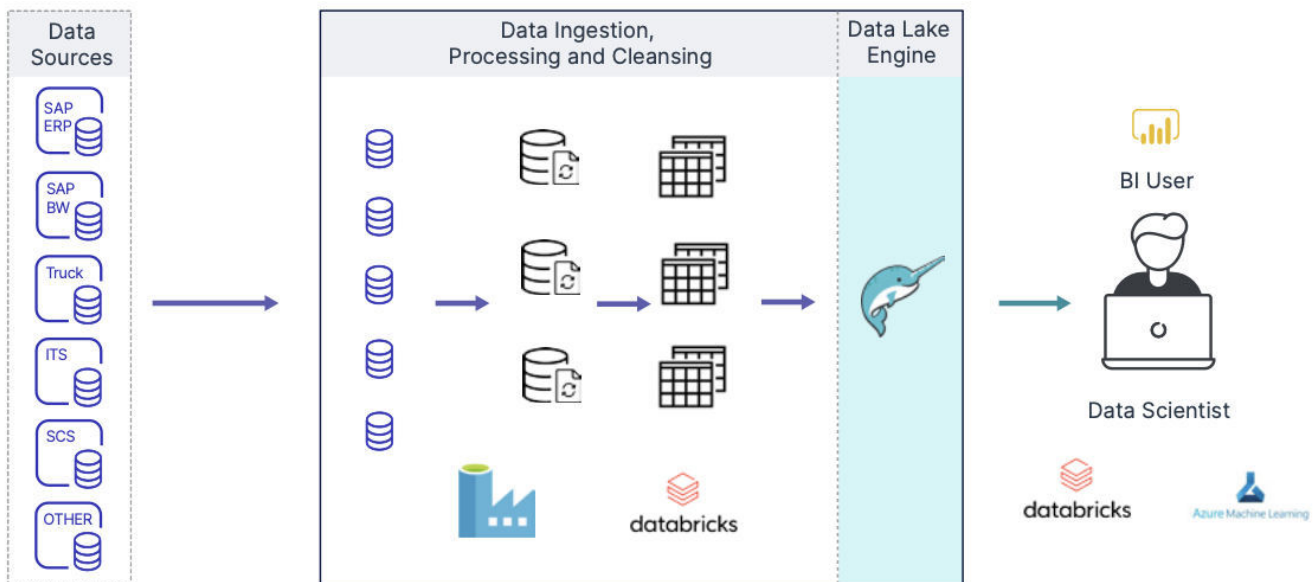 Data
Sources
SAP
ERP
SAP
BW
Truck
ITS
SCS
OTHER
Data Ingestion,
Processing and Cleansing
databricks
Data Lake
Engine
BI User
Data Scientist
databricks
Azure Machine Learning